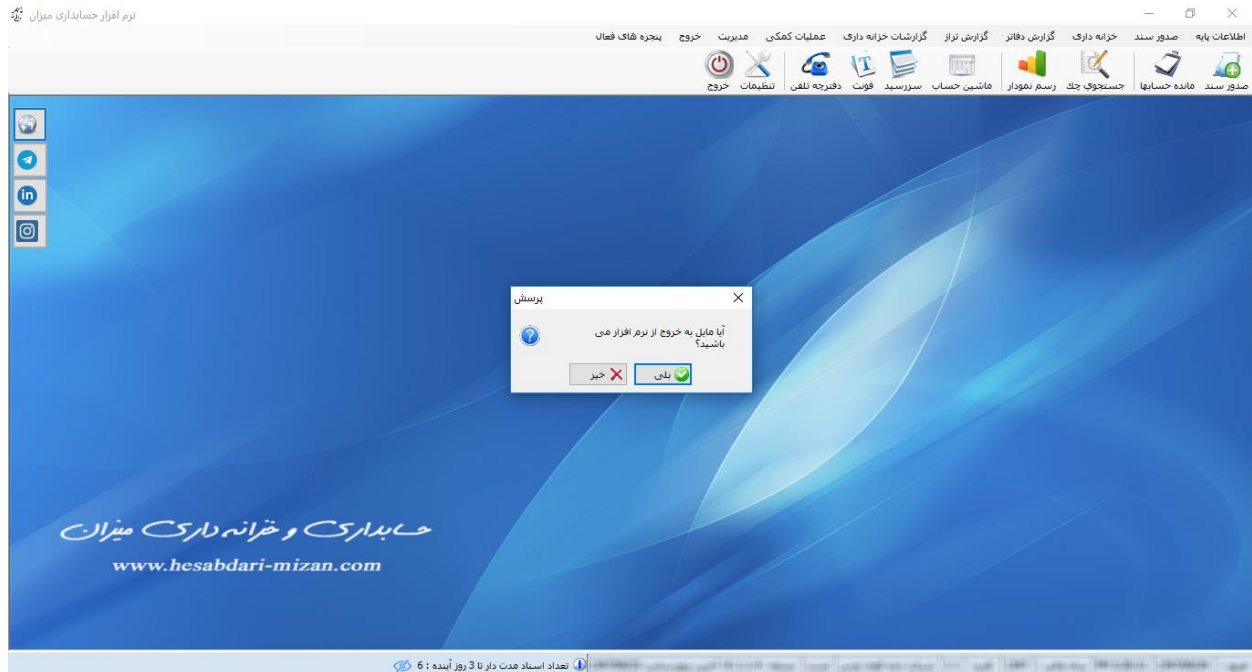 نرم افزار حسابداری میزان
اطلاعات پایه صدور سند خزانه داری گزارش دفاتر گزارش تراز گزارشات خزانه داری عملیات کمکی مدیریت خروج پنجره های فعال
صدور سند مانده حسابها جستجوی چك رسم نمودار ماشین حساب سررسید فونت دفترچه تلفن تنظیمات خروج
in
پرسش
آیا مایل به خروج از نرم افزار می
باشید؟
بلی خیر
حسابداری و خزانه داری میزان
www.hesabdari-mizan.com
تعداد اسناد مدت دار تا 3 روز آینده : 6